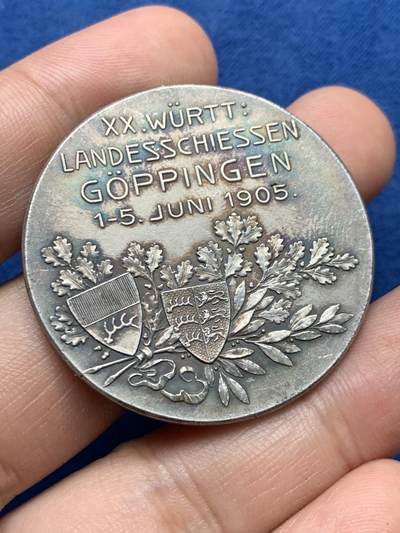 XX. WÜRTT:
LANDESSCHIESSEN
GÖPPINGEN
1-5. JUNI 1905.